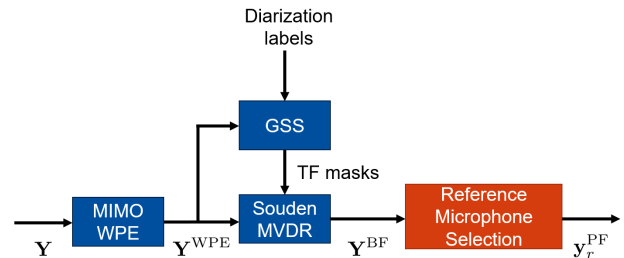 Diarization
labels
GSS
TF masks
MIMO
WPE
Souden
MVDR
Reference
Microphone
Selection
Y
Y^WPE
Y^BF
y_r^PF